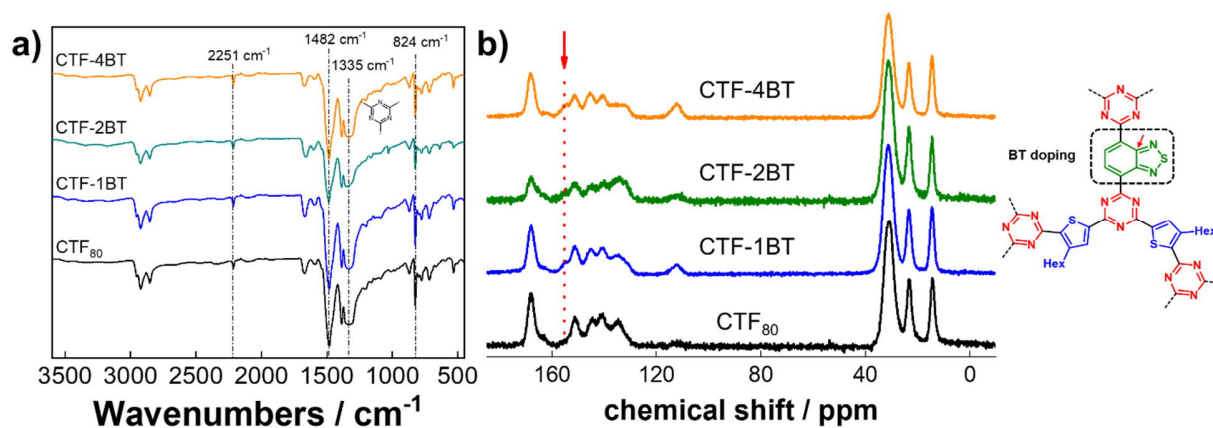 a)
2251 cm-1
1482 cm-1
1335 cm-1
824 cm-1
CTF-4BT
N
N
N
CTF-2BT
CTF-1BT
CTF80
3500 3000 2500 2000 1500 1000 500
Wavenumbers / cm-1
b)
CTF-4BT
CTF-2BT
CTF-1BT
CTF80
160 120 80 40 0
chemical shift / ppm
N N
N
BT doping
N
S
N
N N
N
N N
N
S
S
Hex
Hex
N N
N
N N
N